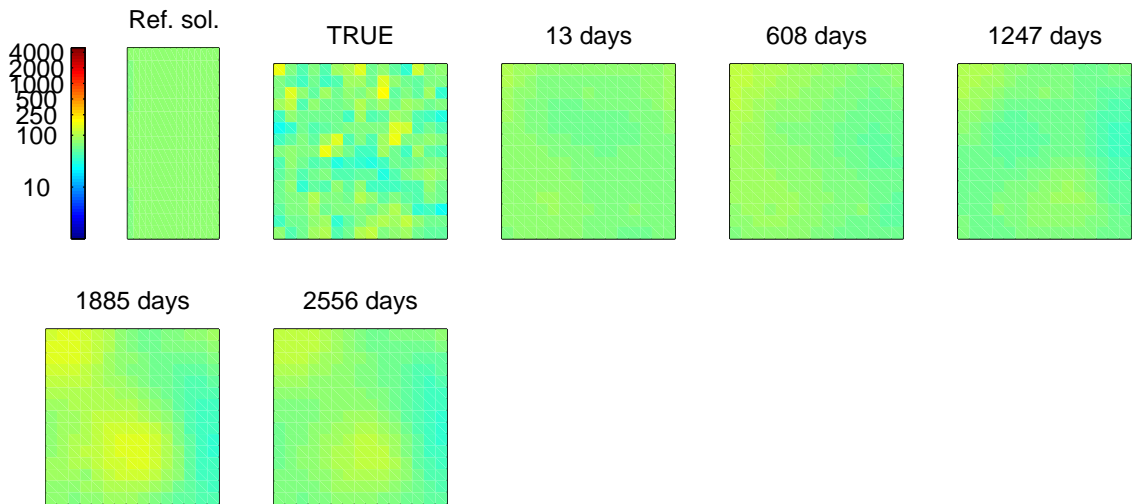 Ref. sol.
TRUE
13 days
608 days
1247 days
4000
2000
1000
500
250
100
10
1885 days
2556 days